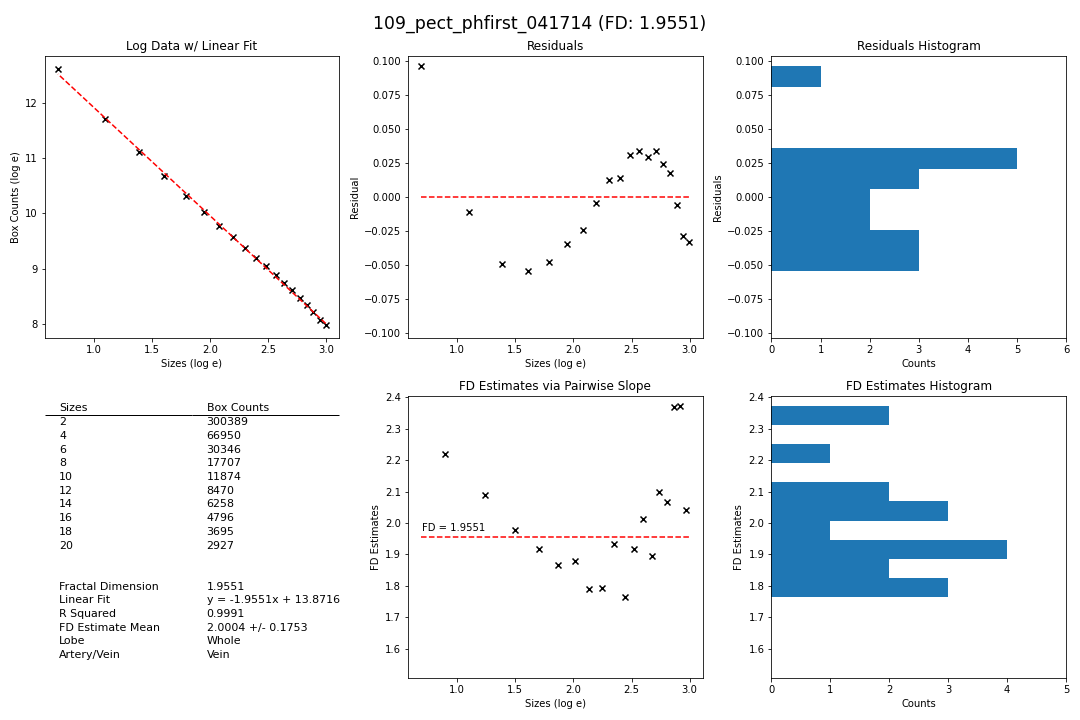 109_pect_phfirst_041714 (FD: 1.9551)
Log Data w/ Linear Fit
Box Counts (log e)
12
11
10
9
8
1.0 1.5 2.0 2.5 3.0
Sizes (log e)
Residuals
Residual
0.100
0.075
0.050
0.025
0.000
−0.025
−0.050
−0.075
−0.100
1.0 1.5 2.0 2.5 3.0
Sizes (log e)
Residuals Histogram
Residuals
0.100
0.075
0.050
0.025
0.000
−0.025
−0.050
−0.075
−0.100
0 1 2 3 4 5 6
Counts
Sizes Box Counts
2 300389
4 66950
6 30346
8 17707
10 11874
12 8470
14 6258
16 4796
18 3695
20 2927
Fractal Dimension 1.9551
Linear Fit y = -1.9551x + 13.8716
R Squared 0.9991
FD Estimate Mean 2.0004 +/- 0.1753
Lobe Whole
Artery/Vein Vein
FD Estimates via Pairwise Slope
FD Estimates
2.4
2.3
2.2
2.1
2.0
1.9
1.8
1.7
1.6
FD = 1.9551
1.0 1.5 2.0 2.5 3.0
Sizes (log e)
FD Estimates Histogram
FD Estimates
2.4
2.3
2.2
2.1
2.0
1.9
1.8
1.7
1.6
0 1 2 3 4 5
Counts